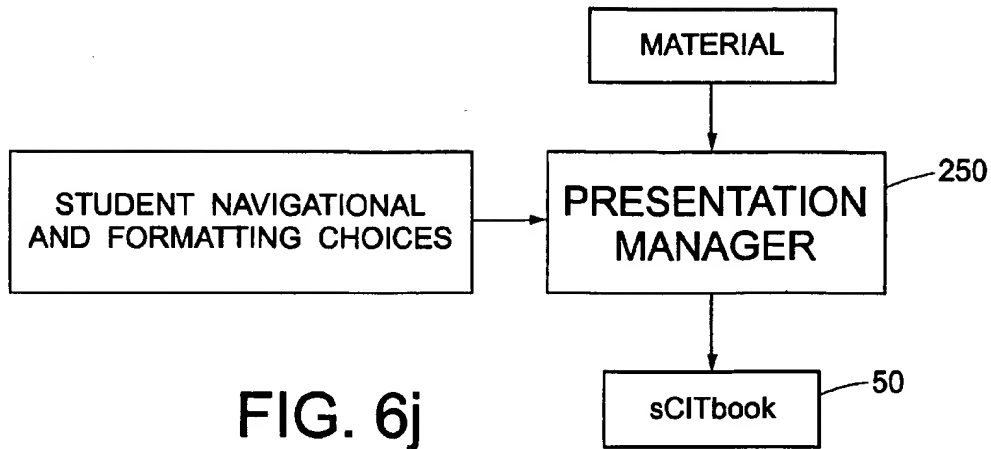 MATERIAL
STUDENT NAVIGATIONAL
AND FORMATTING CHOICES
PRESENTATION
MANAGER
250
sCITbook
50
FIG. 6j